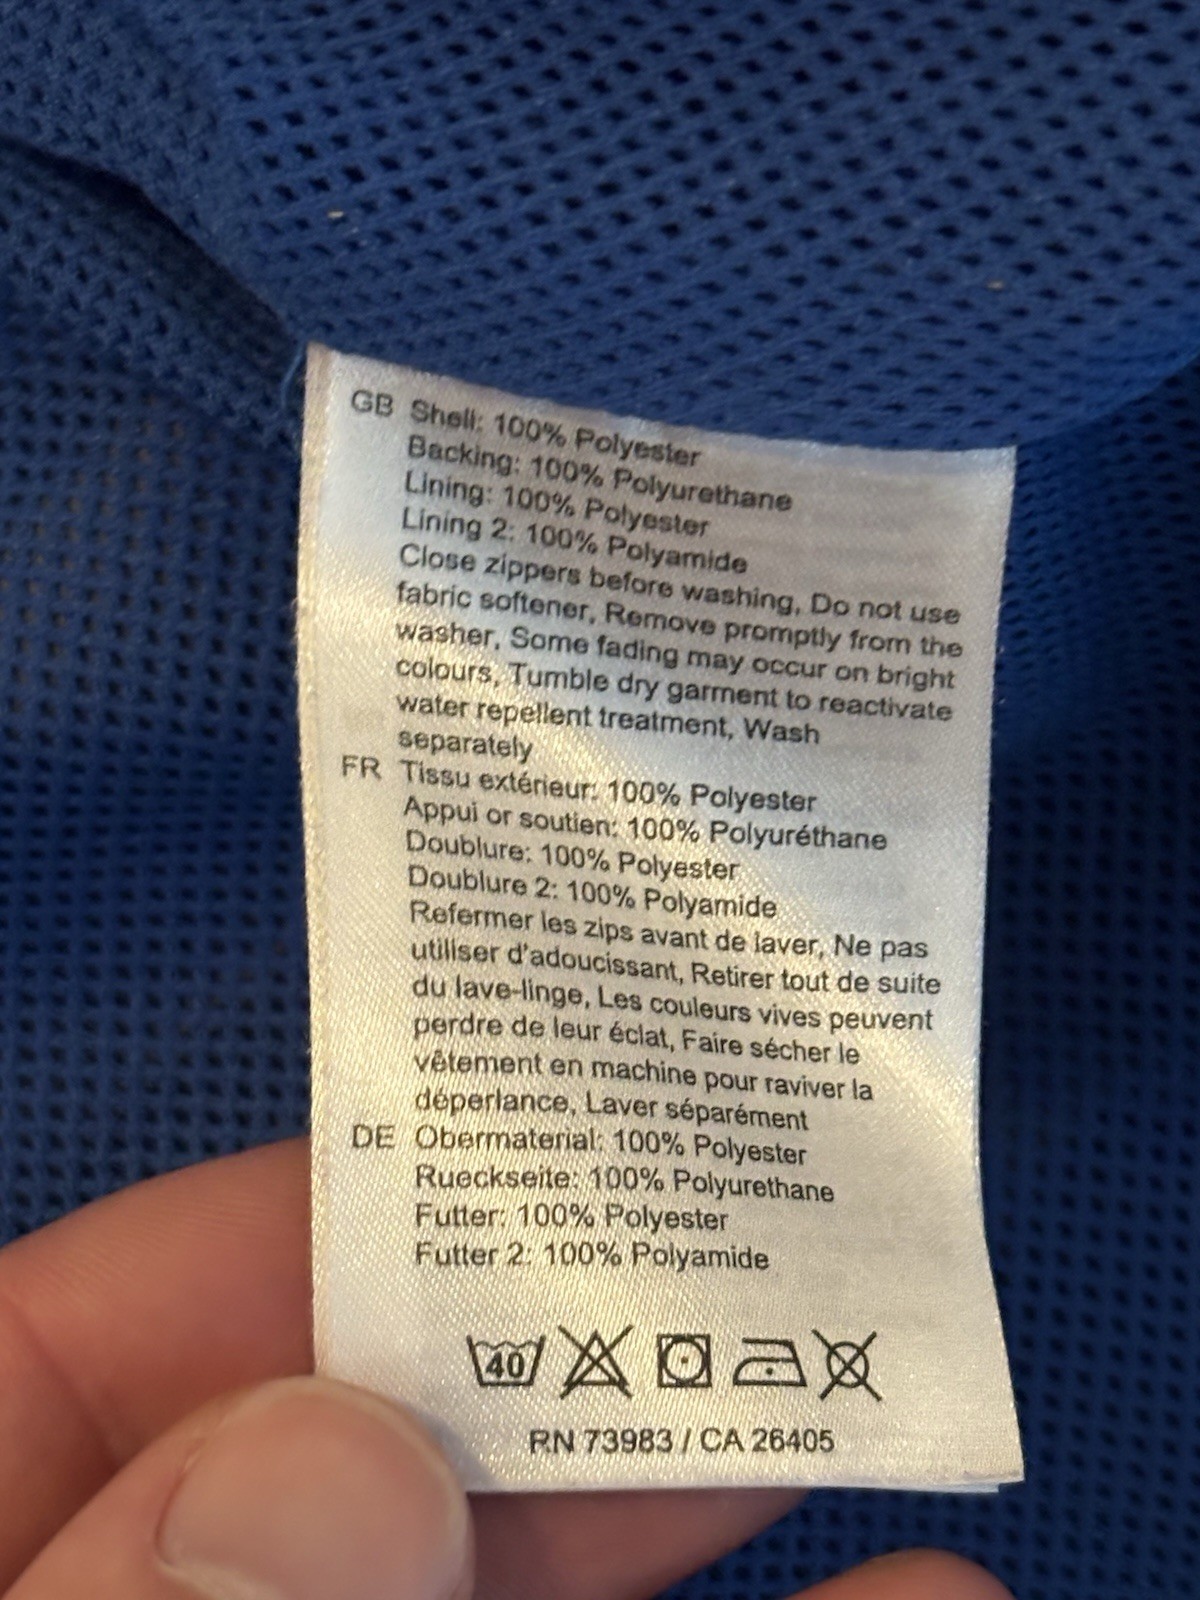 GB Shell: 100% Polyester
Backing: 100% Polyurethane
Lining: 100% Polyester
Lining 2: 100% Polyamide
Close zippers before washing, Do not use
fabric softener, Remove promptly from the
washer, Some fading may occur on bright
colours, Tumble dry garment to reactivate
water repellent treatment, Wash
separately
FR Tissu extérieur: 100% Polyester
Appui or soutien: 100% Polyuréthane
Doublure: 100% Polyester
Doublure 2: 100% Polyamide
Refermer les zips avant de laver, Ne pas
utiliser d'adoucissant, Retirer tout de suite
du lave-linge, Les couleurs vives peuvent
perdre de leur éclat, Faire sécher le
vêtement en machine pour raviver la
déperlance, Laver séparément
DE Obermaterial: 100% Polyester
Rueckseite: 100% Polyurethane
Futter: 100% Polyester
Futter 2: 100% Polyamide
40
RN 73983 / CA 26405